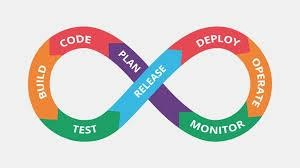 CODE
DEPLOY
PLAN
BUILD
RELEASE
OPERATE
TEST
MONITOR